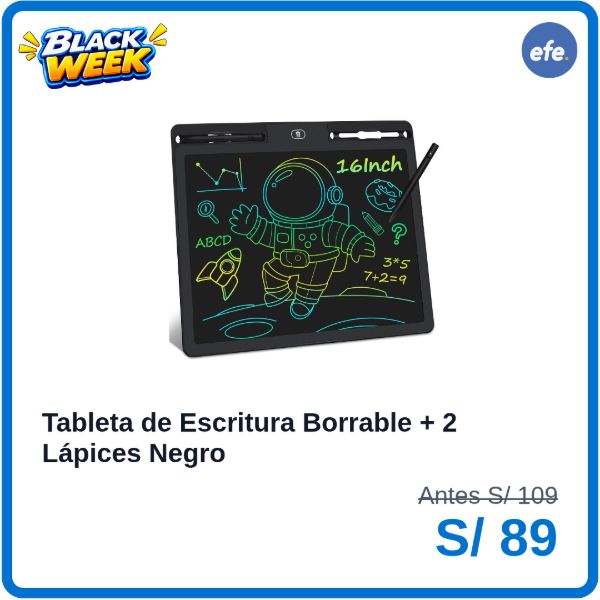 BLACK
WEEK
efe.
16Inch
ABCD
?
3*5
7+2=9
Tableta de Escritura Borrable + 2
Lápices Negro
Antes S/ 109
S/ 89